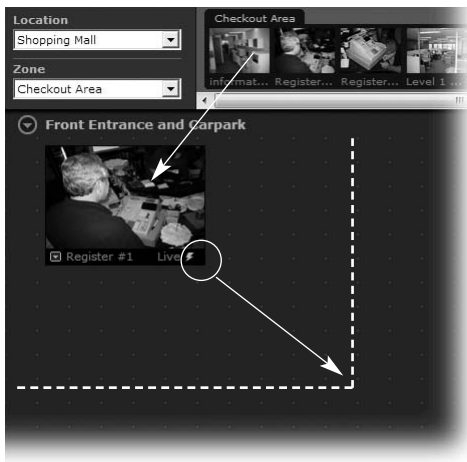 Location
Shopping Mall
Zone
Checkout Area
Checkout Area
informat... Register... Register... Level 1 ...
Front Entrance and Carpark
Register #1 Live